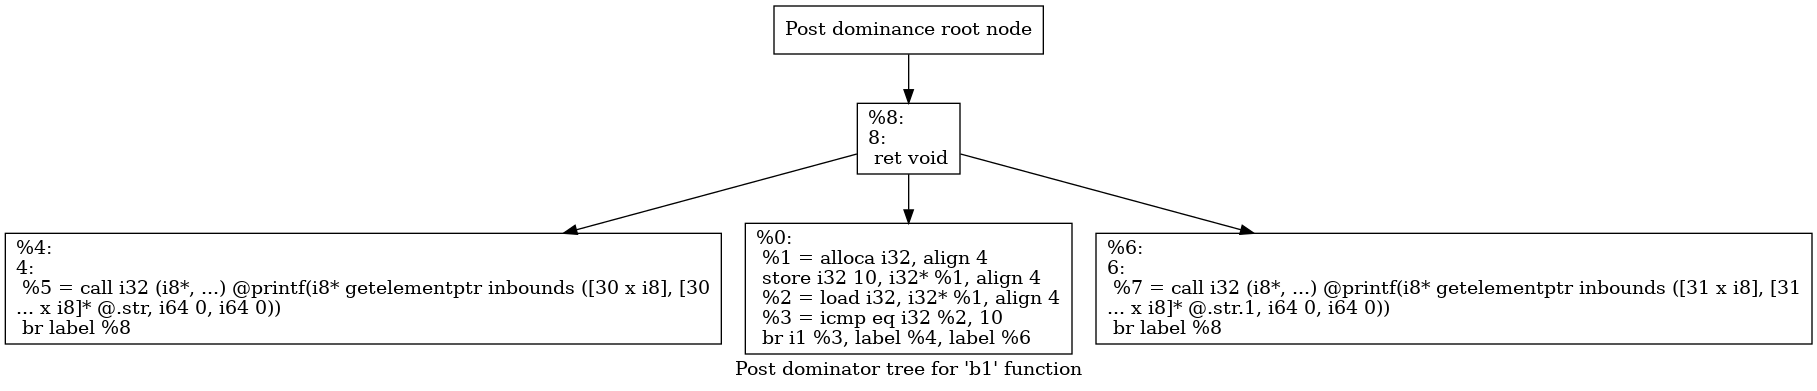 Post dominance root node
%8:
8:
ret void
%4:
4:
%5 = call i32 (i8*, ...) @printf(i8* getelementptr inbounds ([30 x i8], [30
... x i8]* @.str, i64 0, i64 0))
br label %8
%0:
%1 = alloca i32, align 4
store i32 10, i32* %1, align 4
%2 = load i32, i32* %1, align 4
%3 = icmp eq i32 %2, 10
br i1 %3, label %4, label %6
%6:
6:
%7 = call i32 (i8*, ...) @printf(i8* getelementptr inbounds ([31 x i8], [31
... x i8]* @.str.1, i64 0, i64 0))
br label %8
Post dominator tree for 'b1' function